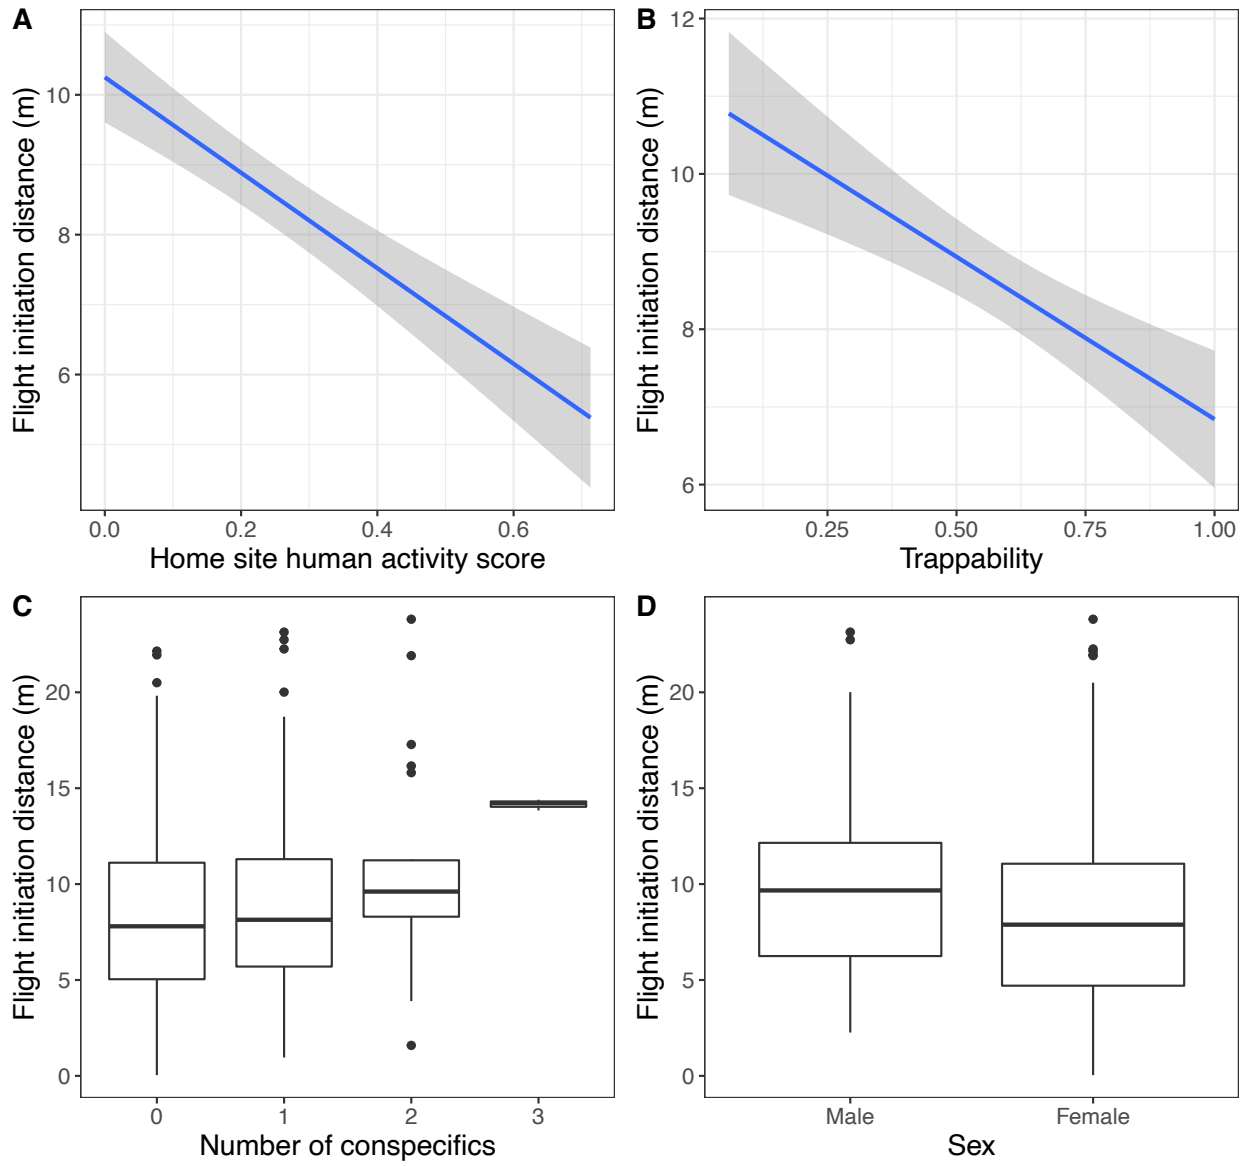 A
Flight initiation distance (m)
10
8
6
0.0 0.2 0.4 0.6
Home site human activity score
B
Flight initiation distance (m)
12
10
8
6
0.25 0.50 0.75 1.00
Trappability
C
Flight initiation distance (m)
20
15
10
5
0
0 1 2 3
Number of conspecifics
D
Flight initiation distance (m)
20
15
10
5
0
Male Female
Sex